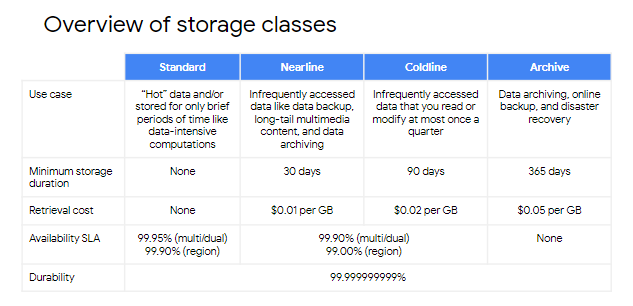 Overview of storage classes
Standard Nearline Coldline Archive
Use case
"Hot" data and/or
stored for only brief
periods of time like
data-intensive
computations
Infrequently accessed
data like data backup,
long-tail multimedia
content, and data
archiving
Infrequently accessed
data that you read or
modify at most once a
quarter
Data archiving, online
backup, and disaster
recovery
Minimum storage
duration
None
30 days
90 days
365 days
Retrieval cost
None
$0.01 per GB
$0.02 per GB
$0.05 per GB
Availability SLA
99.95% (multi/dual)
99.90% (region)
99.90% (multi/dual)
99.00% (region)
None
Durability
99.999999999%